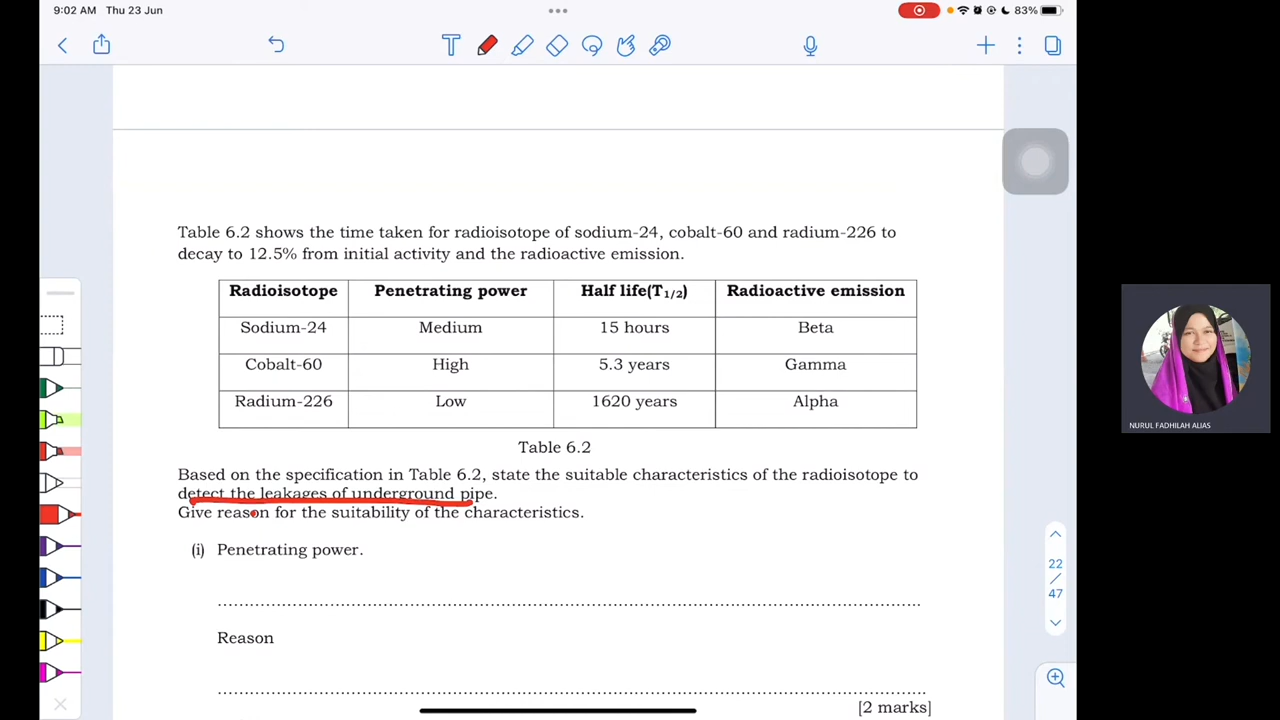 9:02 AM Thu 23 Jun
83%
Table 6.2 shows the time taken for radioisotope of sodium-24, cobalt-60 and radium-226 to
decay to 12.5% from initial activity and the radioactive emission.
Radioisotope Penetrating power Half life(T1/2) Radioactive emission
Sodium-24 Medium 15 hours Beta
Cobalt-60 High 5.3 years Gamma
Radium-226 Low 1620 years Alpha
Table 6.2
Based on the specification in Table 6.2, state the suitable characteristics of the radioisotope to
detect the leakages of underground pipe.
Give reason for the suitability of the characteristics.
(i) Penetrating power.
Reason
[2 marks]
22
/
47
NURUL FADHILAH ALIAS